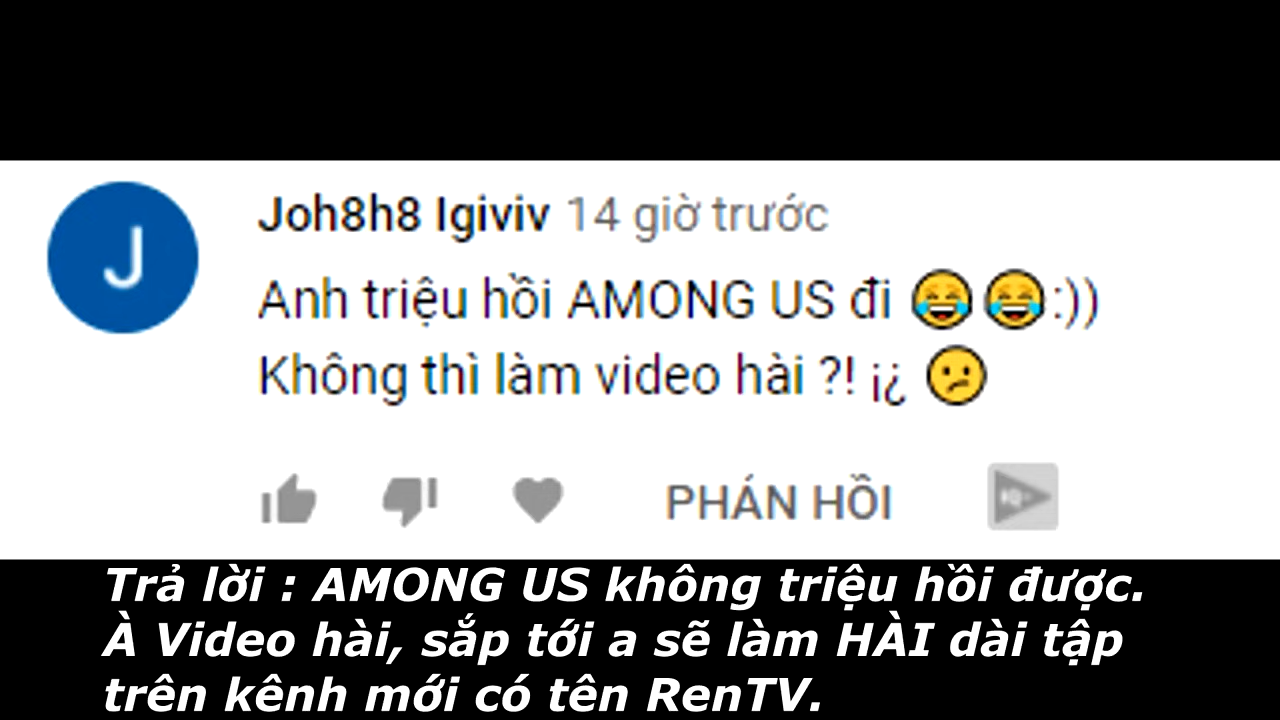 J
Joh8h8 Igiviv 14 giờ trước
Anh triệu hồi AMONG US đi 😂😂:))
Không thì làm video hài ?! ¡¿ 😕
PHẢN HỒI
Trả lời : AMONG US không triệu hồi được.
À Video hài, sắp tới a sẽ làm HÀI dài tập
trên kênh mới có tên RenTV.